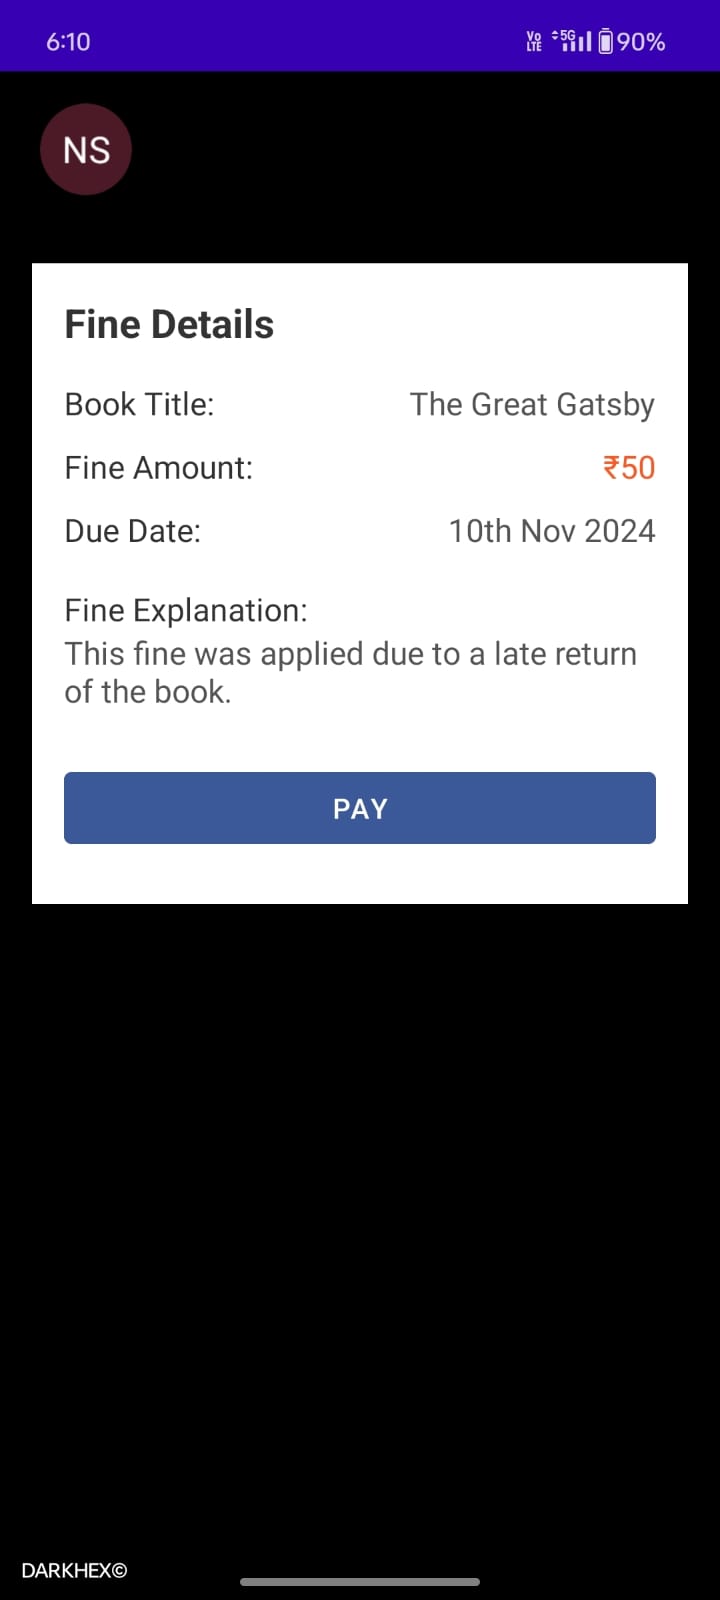 6:10
Vo LTE 5G 90%
NS
Fine Details
Book Title: The Great Gatsby
Fine Amount: ₹50
Due Date: 10th Nov 2024
Fine Explanation:
This fine was applied due to a late return
of the book.
PAY
DARKHEX©